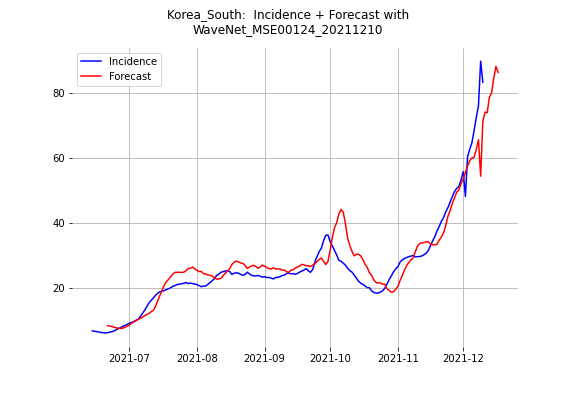 Korea_South:  Incidence + Forecast with
WaveNet_MSE00124_20211210
Incidence
Forecast
80
60
40
20
2021-07 2021-08 2021-09 2021-10 2021-11 2021-12